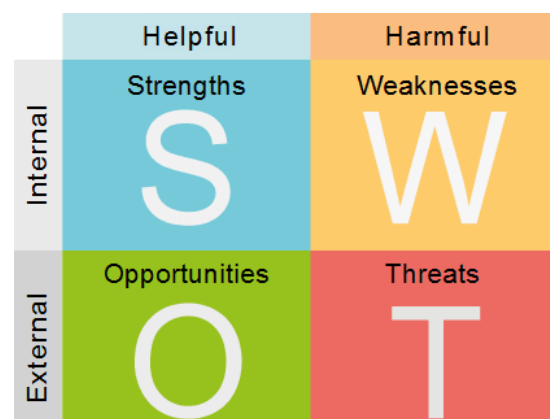 Helpful Harmful
Internal
Strengths Weaknesses
S W
External
Opportunities Threats
O T